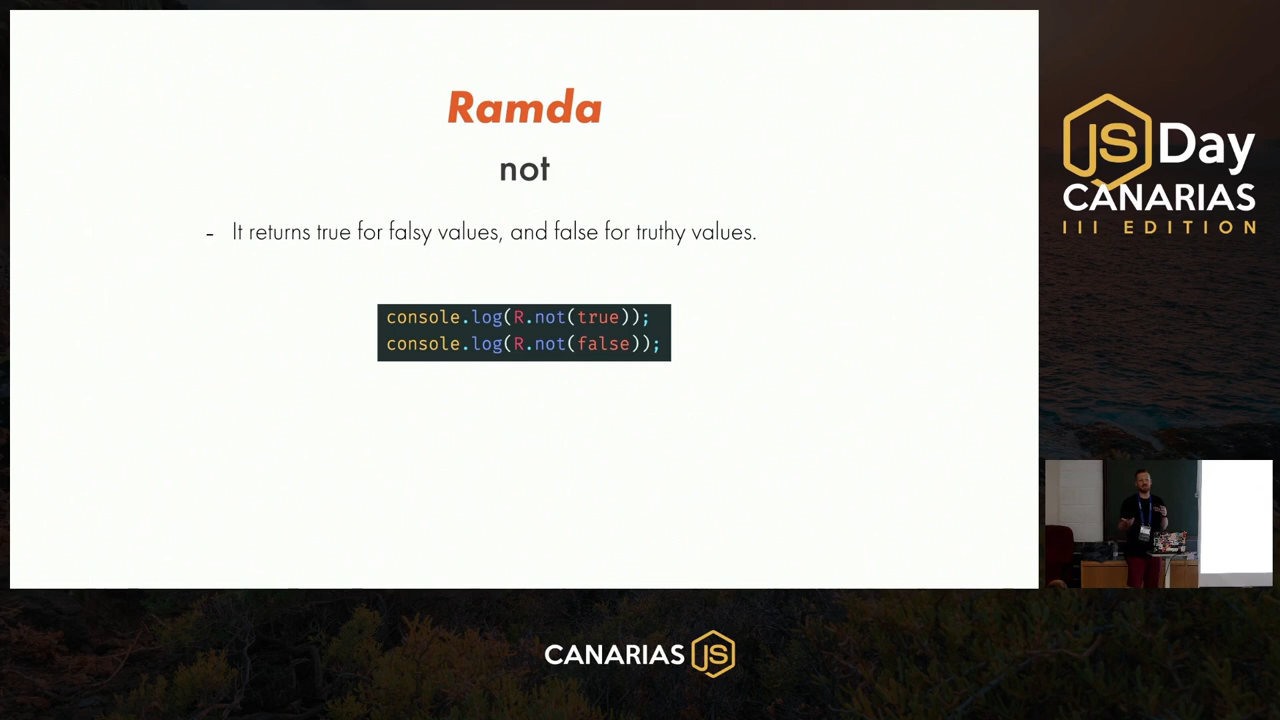 Ramda
not
- It returns true for falsy values, and false for truthy values.
console.log(R.not(true));
console.log(R.not(false));
JS Day
CANARIAS
III EDITION
CANARIAS JS